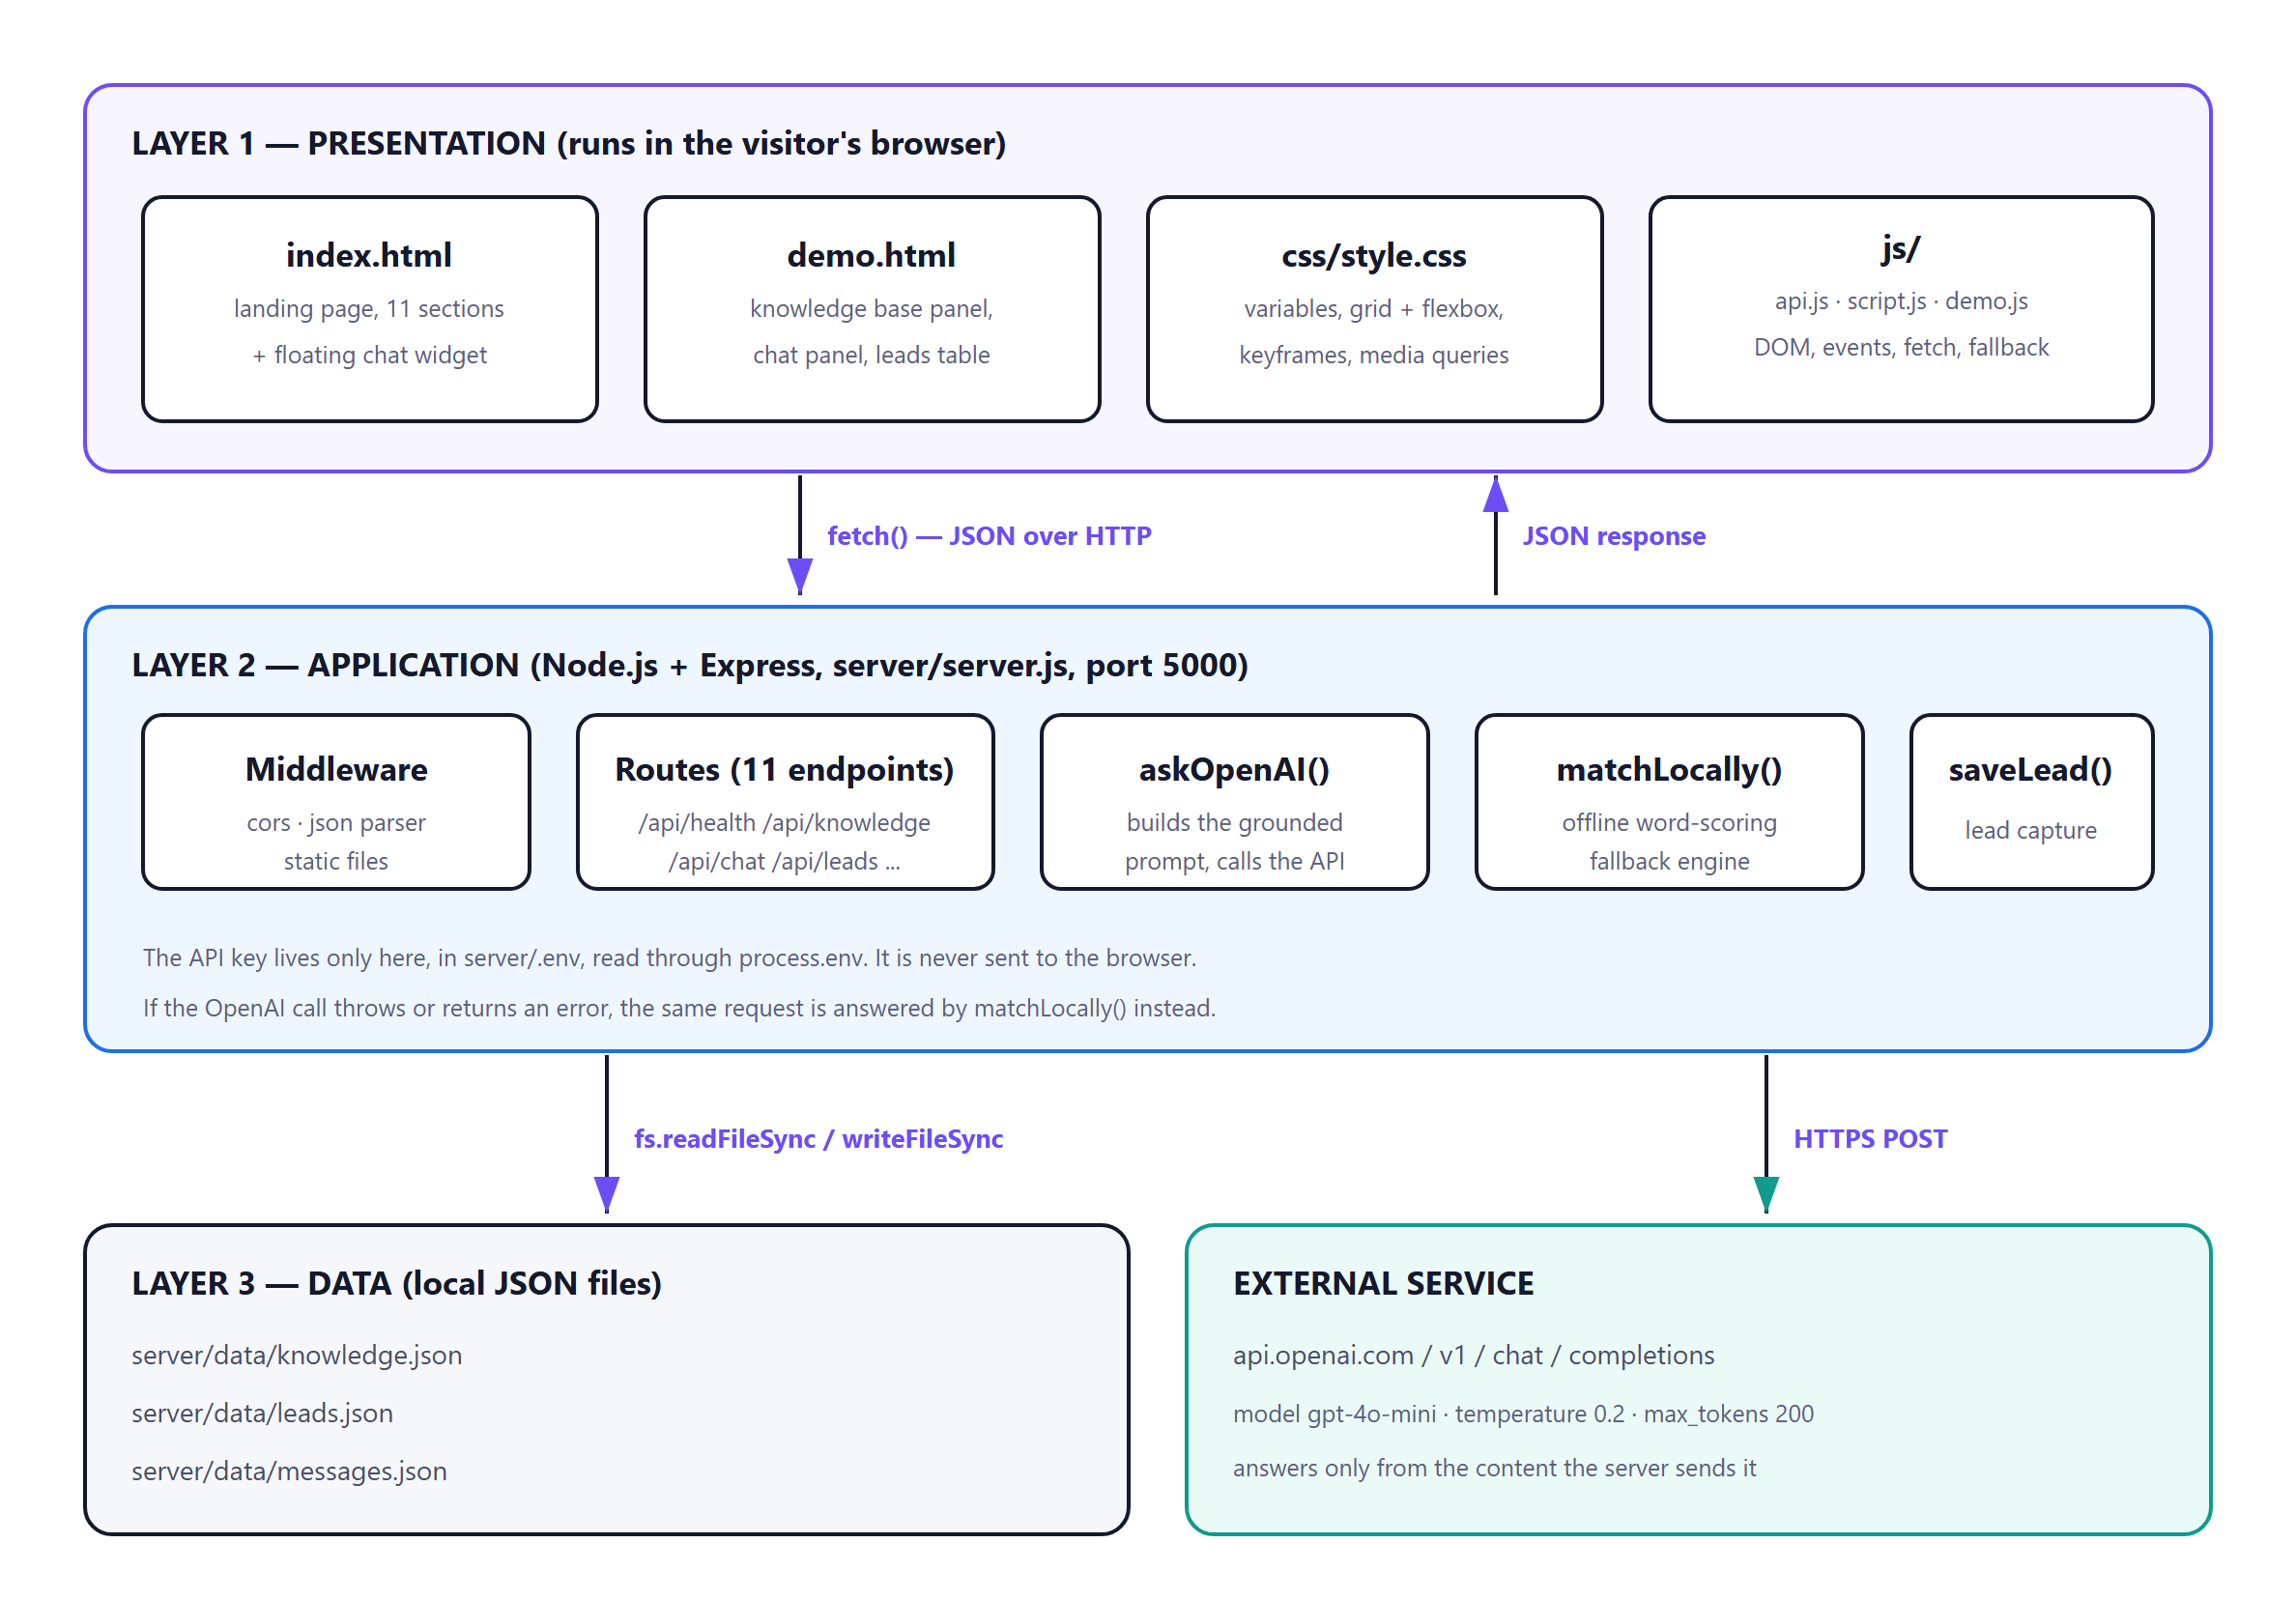 LAYER 1 — PRESENTATION (runs in the visitor's browser)
index.html
landing page, 11 sections
+ floating chat widget
demo.html
knowledge base panel,
chat panel, leads table
css/style.css
variables, grid + flexbox,
keyframes, media queries
js/
api.js · script.js · demo.js
DOM, events, fetch, fallback
fetch() — JSON over HTTP
JSON response
LAYER 2 — APPLICATION (Node.js + Express, server/server.js, port 5000)
Middleware
cors · json parser
static files
Routes (11 endpoints)
/api/health /api/knowledge
/api/chat /api/leads ...
askOpenAI()
builds the grounded
prompt, calls the API
matchLocally()
offline word-scoring
fallback engine
saveLead()
lead capture
The API key lives only here, in server/.env, read through process.env. It is never sent to the browser.
If the OpenAI call throws or returns an error, the same request is answered by matchLocally() instead.
fs.readFileSync / writeFileSync
HTTPS POST
LAYER 3 — DATA (local JSON files)
server/data/knowledge.json
server/data/leads.json
server/data/messages.json
EXTERNAL SERVICE
api.openai.com / v1 / chat / completions
model gpt-4o-mini · temperature 0.2 · max_tokens 200
answers only from the content the server sends it